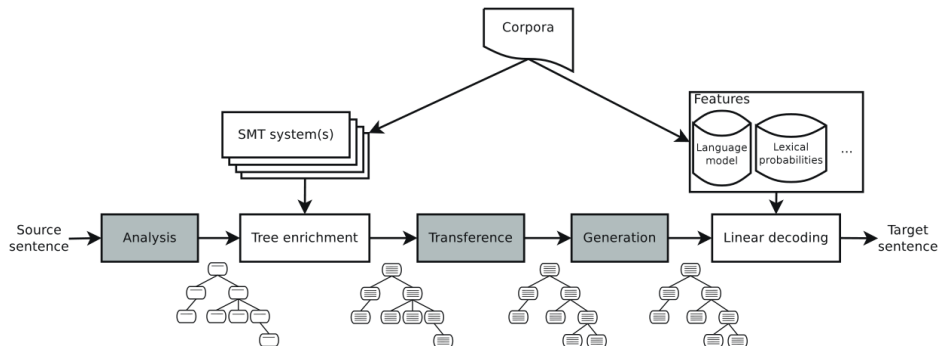 Corpora
Features
SMT system(s)
Language
model
Lexical
probabilities
...
Source
sentence
Analysis
Tree enrichment
Transference
Generation
Linear decoding
Target
sentence